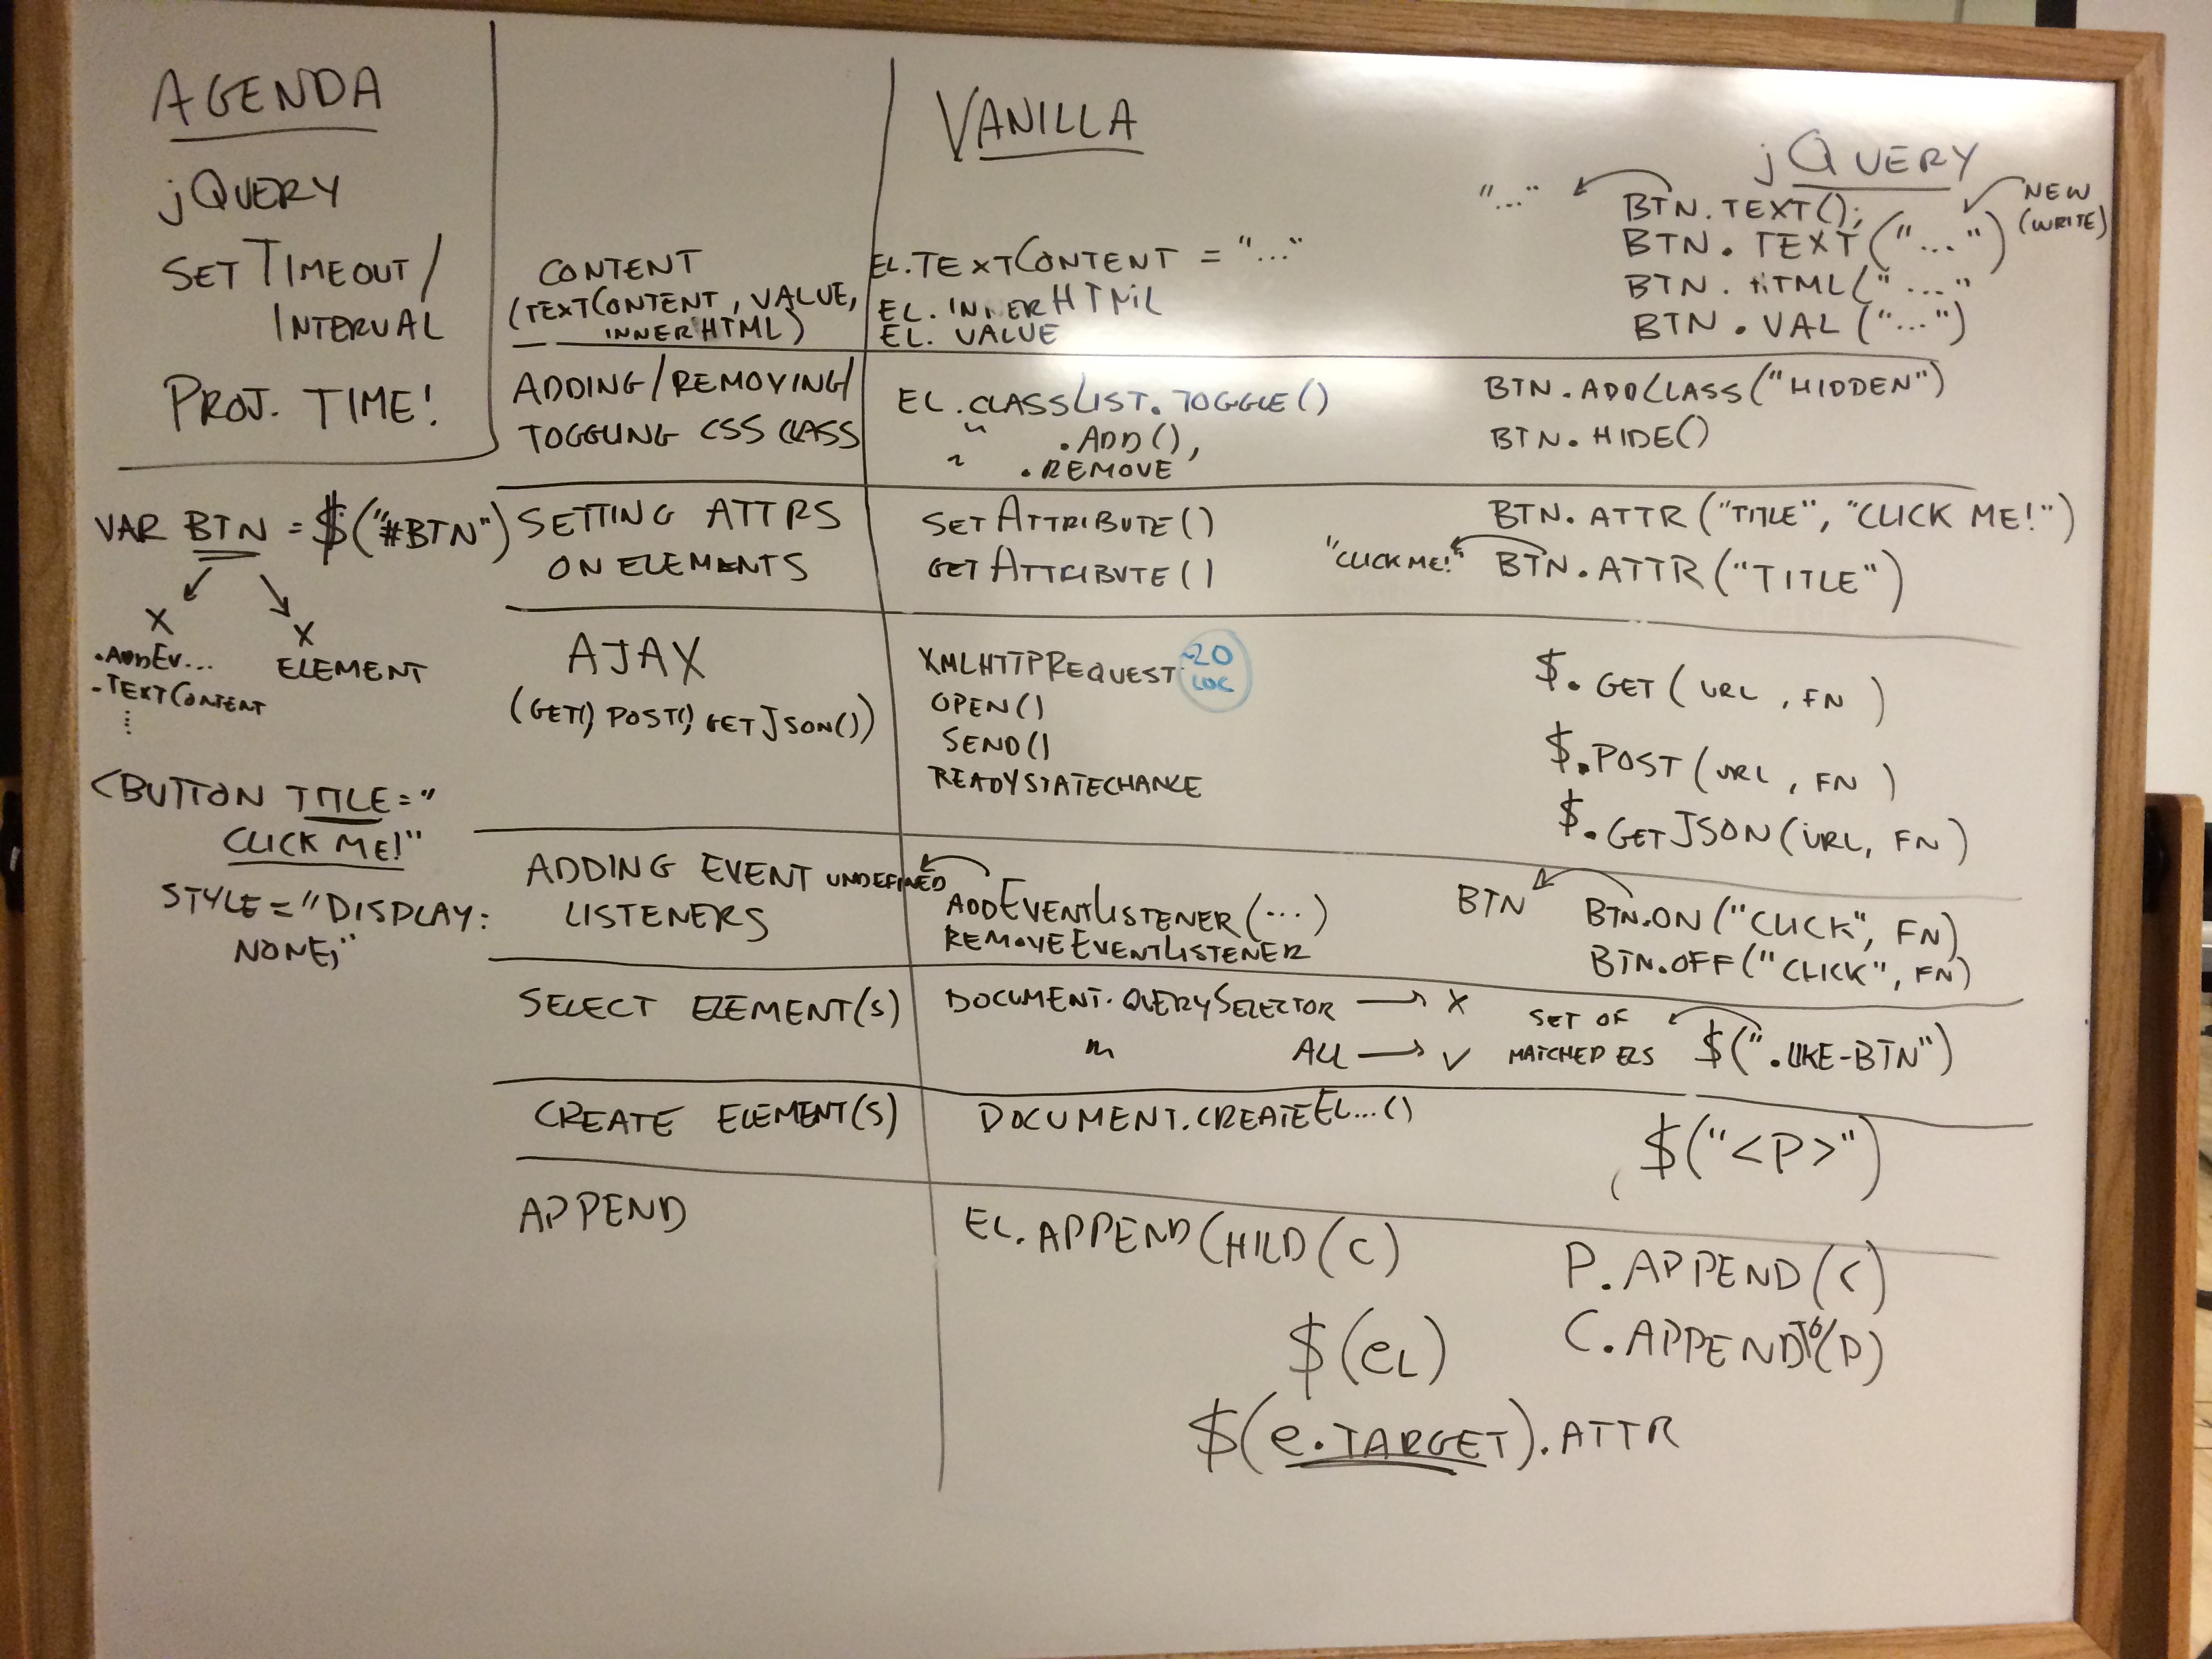 AGENDA
jQUERY
SET TIMEOUT/
INTERVAL
PROJ. TIME!
VAR BTN = $("#BTN")
X
.ADDEV...
-TEXTCONTENT
X
ELEMENT
<BUTTON TITLE="
CLICK ME!"
STYLE="DISPLAY:
NONE;"
VANILLA
jQUERY
CONTENT
(TEXTCONTENT, VALUE,
INNERHTML)
EL.TEXTCONTENT = "..."
EL. INNERHTML
EL. VALUE
"..."
BTN.TEXT();
BTN. TEXT("...")
NEW
(WRITE)
BTN. HTML("..."
BTN. VAL("...")
ADDING/REMOVING/
TOGGLING CSS CLASS
EL.CLASSLIST.TOGGLE()
" .ADD(),
" .REMOVE
BTN.ADDCLASS("HIDDEN")
BTN.HIDE()
SETTING ATTRS
ON ELEMENTS
SETATTRIBUTE()
GETATTRIBUTE()
BTN.ATTR("TITLE", "CLICK ME!")
"CLICK ME!" BTN.ATTR("TITLE")
AJAX
(GET(), POST(), GETJSON())
XMLHTTPREQUEST
~20
LOC
OPEN()
SEND()
READYSTATECHANGE
$.GET(URL, FN)
$.POST(URL, FN)
$.GETJSON(URL, FN)
ADDING EVENT
LISTENERS
UNDEFINED
ADDEVENTLISTENER(...)
REMOVEEVENTLISTENER
BTN
BTN.ON("CLICK", FN)
BTN.OFF("CLICK", FN)
SELECT ELEMENT(S)
DOCUMENT.QUERYSELECTOR → X
" ALL → ✓
SET OF
MATCHED ELS
$(".LIKE-BTN")
CREATE ELEMENT(S)
DOCUMENT.CREATEEL...()
$("<P>")
APPEND
EL.APPENDCHILD(C)
P.APPEND(C)
C.APPENDTO(P)
$(eL)
$(e.TARGET).ATTR